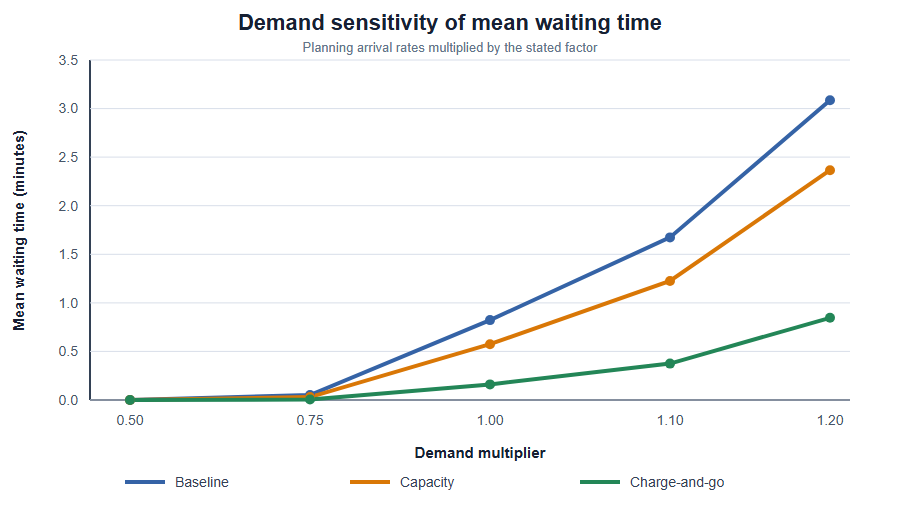 Demand sensitivity of mean waiting time
Planning arrival rates multiplied by the stated factor
Mean waiting time (minutes)
3.5
3.0
2.5
2.0
1.5
1.0
0.5
0.0
0.50 0.75 1.00 1.10 1.20
Demand multiplier
Baseline Capacity Charge-and-go